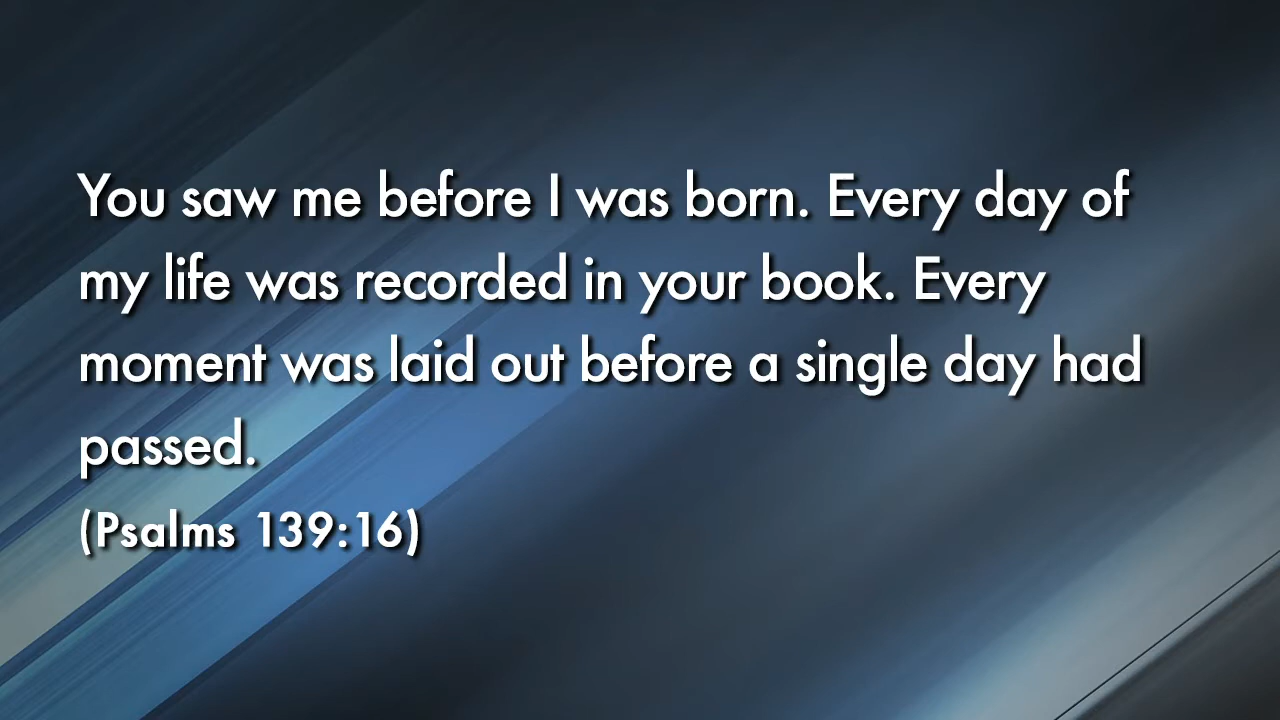 You saw me before I was born. Every day of
my life was recorded in your book. Every
moment was laid out before a single day had
passed.
(Psalms 139:16)